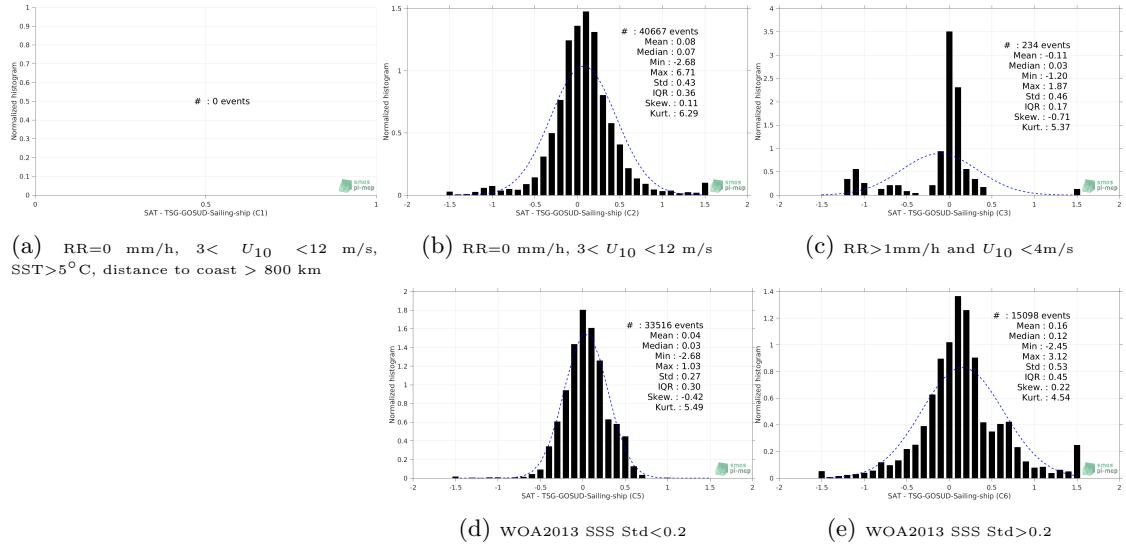 1
0.9
0.8
0.7
0.6
0.5
0.4
0.3
0.2
0.1
0
0 0.5 1
Normalized histogram
# : 0 events
smos
pi-mep
SAT - TSG-GOSUD-Sailing-ship (C1)
(a) RR=0 mm/h, 3< U10 <12 m/s,
SST>5°C, distance to coast > 800 km
1.5
1
0.5
0
-2 -1.5 -1 -0.5 0 0.5 1 1.5 2
Normalized histogram
# : 40667 events
Mean : 0.08
Median : 0.07
Min : -2.68
Max : 6.71
Std : 0.43
IQR : 0.36
Skew. : 0.11
Kurt. : 6.29
smos
pi-mep
SAT - TSG-GOSUD-Sailing-ship (C2)
(b) RR=0 mm/h, 3< U10 <12 m/s
4
3.5
3
2.5
2
1.5
1
0.5
0
-2 -1.5 -1 -0.5 0 0.5 1 1.5 2
Normalized histogram
# : 234 events
Mean : -0.11
Median : 0.03
Min : -1.20
Max : 1.87
Std : 0.46
IQR : 0.17
Skew. : -0.71
Kurt. : 5.37
smos
pi-mep
SAT - TSG-GOSUD-Sailing-ship (C3)
(c) RR>1mm/h and U10 <4m/s
2
1.8
1.6
1.4
1.2
1
0.8
0.6
0.4
0.2
0
-2 -1.5 -1 -0.5 0 0.5 1 1.5 2
Normalized histogram
# : 33516 events
Mean : 0.04
Median : 0.03
Min : -2.68
Max : 1.03
Std : 0.27
IQR : 0.30
Skew. : -0.42
Kurt. : 5.49
smos
pi-mep
SAT - TSG-GOSUD-Sailing-ship (C5)
(d) WOA2013 SSS Std<0.2
1.4
1.2
1
0.8
0.6
0.4
0.2
0
-2 -1.5 -1 -0.5 0 0.5 1 1.5 2
Normalized histogram
# : 15098 events
Mean : 0.16
Median : 0.12
Min : -2.45
Max : 3.12
Std : 0.53
IQR : 0.45
Skew. : 0.22
Kurt. : 4.54
smos
pi-mep
SAT - TSG-GOSUD-Sailing-ship (C6)
(e) WOA2013 SSS Std>0.2